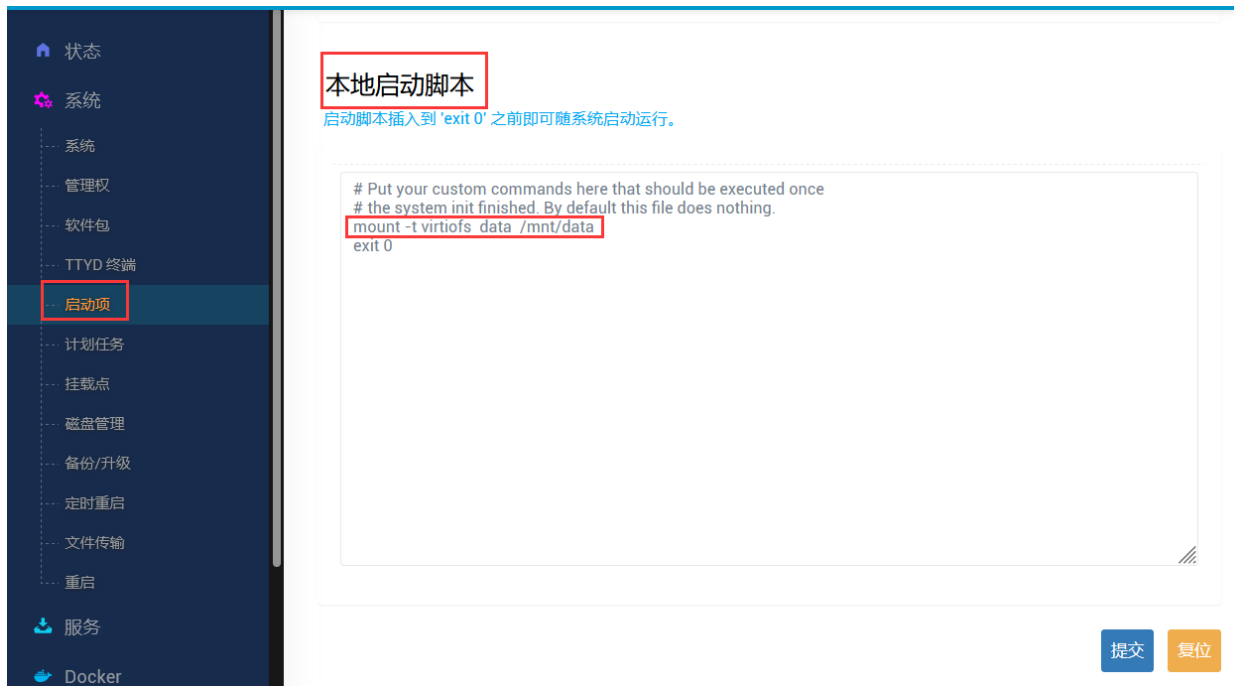 状态
系统
系统
管理权
软件包
TTYD 终端
启动项
计划任务
挂载点
磁盘管理
备份/升级
定时重启
文件传输
重启
服务
Docker
本地启动脚本
启动脚本插入到 'exit 0' 之前即可随系统启动运行。
# Put your custom commands here that should be executed once
# the system init finished. By default this file does nothing.
mount -t virtiofs  data  /mnt/data
exit 0
提交
复位